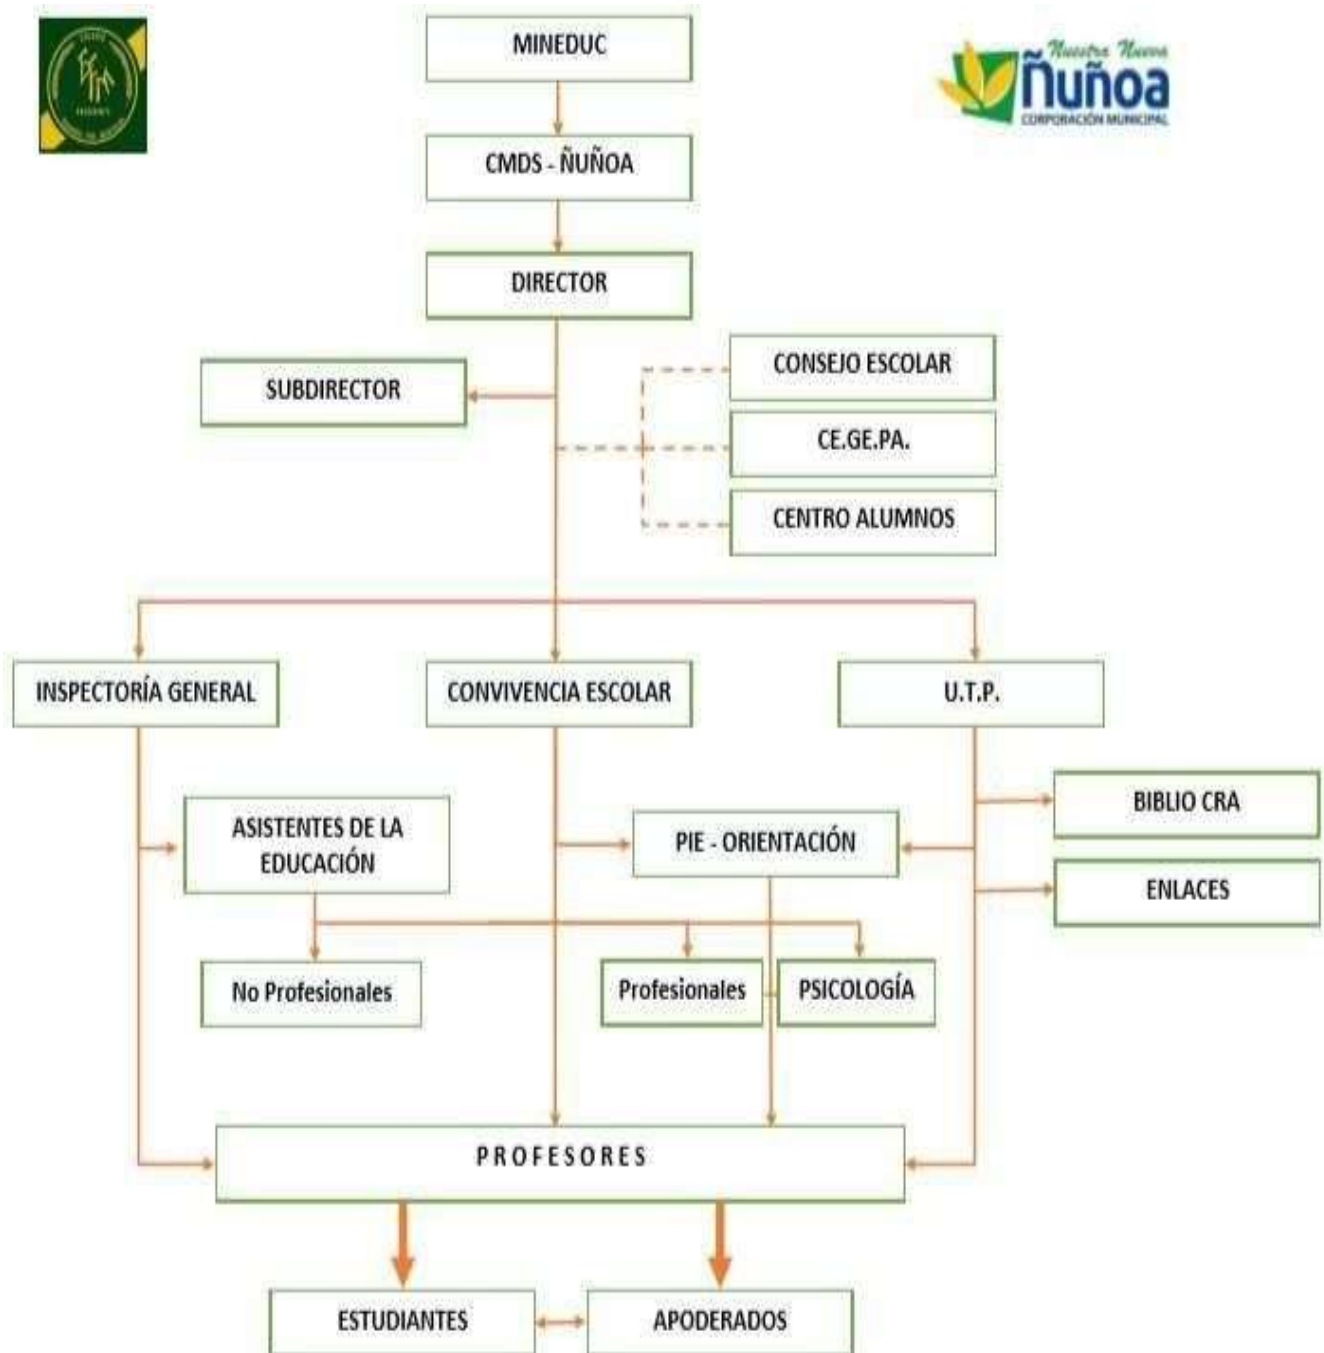 MINEDUC
Nuestra Nueva
Ñuñoa
CORPORACIÓN MUNICIPAL
CMDS - ÑUÑOA
DIRECTOR
SUBDIRECTOR
CONSEJO ESCOLAR
CE.GE.PA.
CENTRO ALUMNOS
INSPECTORÍA GENERAL
CONVIVENCIA ESCOLAR
U.T.P.
ASISTENTES DE LA
EDUCACIÓN
PIE - ORIENTACIÓN
BIBLIO CRA
ENLACES
No Profesionales
Profesionales
PSICOLOGÍA
PROFESORES
ESTUDIANTES
APODERADOS